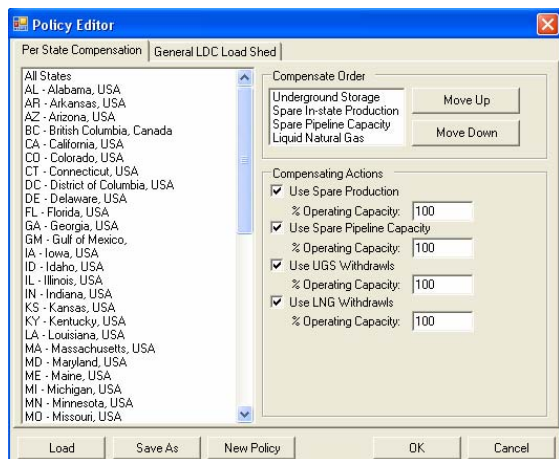 Policy Editor
Per State Compensation
General LDC Load Shed
All States
AL - Alabama, USA
AR - Arkansas, USA
AZ - Arizona, USA
BC - British Columbia, Canada
CA - California, USA
CO - Colorado, USA
CT - Connecticut, USA
DC - District of Columbia, USA
DE - Delaware, USA
FL - Florida, USA
GA - Georgia, USA
GM - Gulf of Mexico,
IA - Iowa, USA
ID - Idaho, USA
IL - Illinois, USA
IN - Indiana, USA
KS - Kansas, USA
KY - Kentucky, USA
LA - Louisiana, USA
MA - Massachusetts, USA
MD - Maryland, USA
ME - Maine, USA
MI - Michigan, USA
MN - Minnesota, USA
MO - Missouri, USA
Compensate Order
Underground Storage
Spare In-state Production
Spare Pipeline Capacity
Liquid Natural Gas
Move Up
Move Down
Compensating Actions
Use Spare Production
% Operating Capacity: 100
Use Spare Pipeline Capacity
% Operating Capacity: 100
Use UGS Withdrawls
% Operating Capacity: 100
Use LNG Withdrawls
% Operating Capacity: 100
Load
Save As
New Policy
OK
Cancel